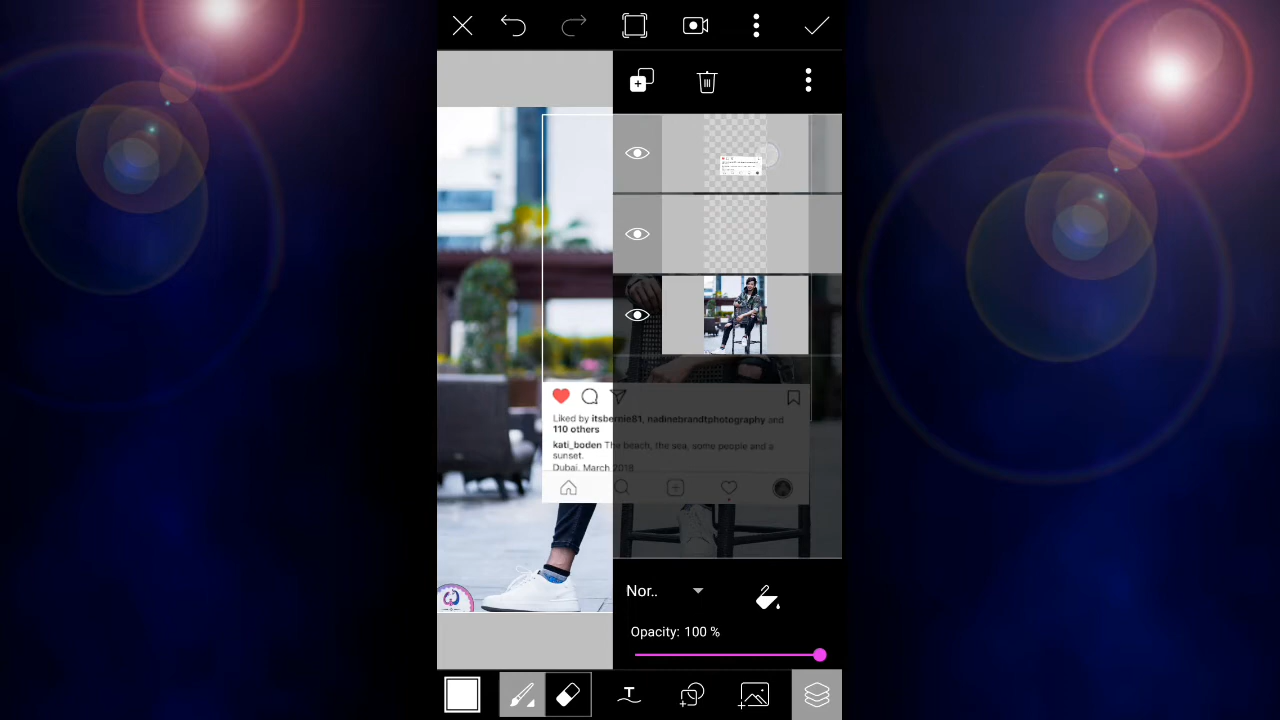 Liked by itsbernie81, nadinebrandtphotography and
110 others
kati_boden The beach, the sea, some people and a
sunset.
Dubai, March 2018
Nor..
Opacity: 100 %
T